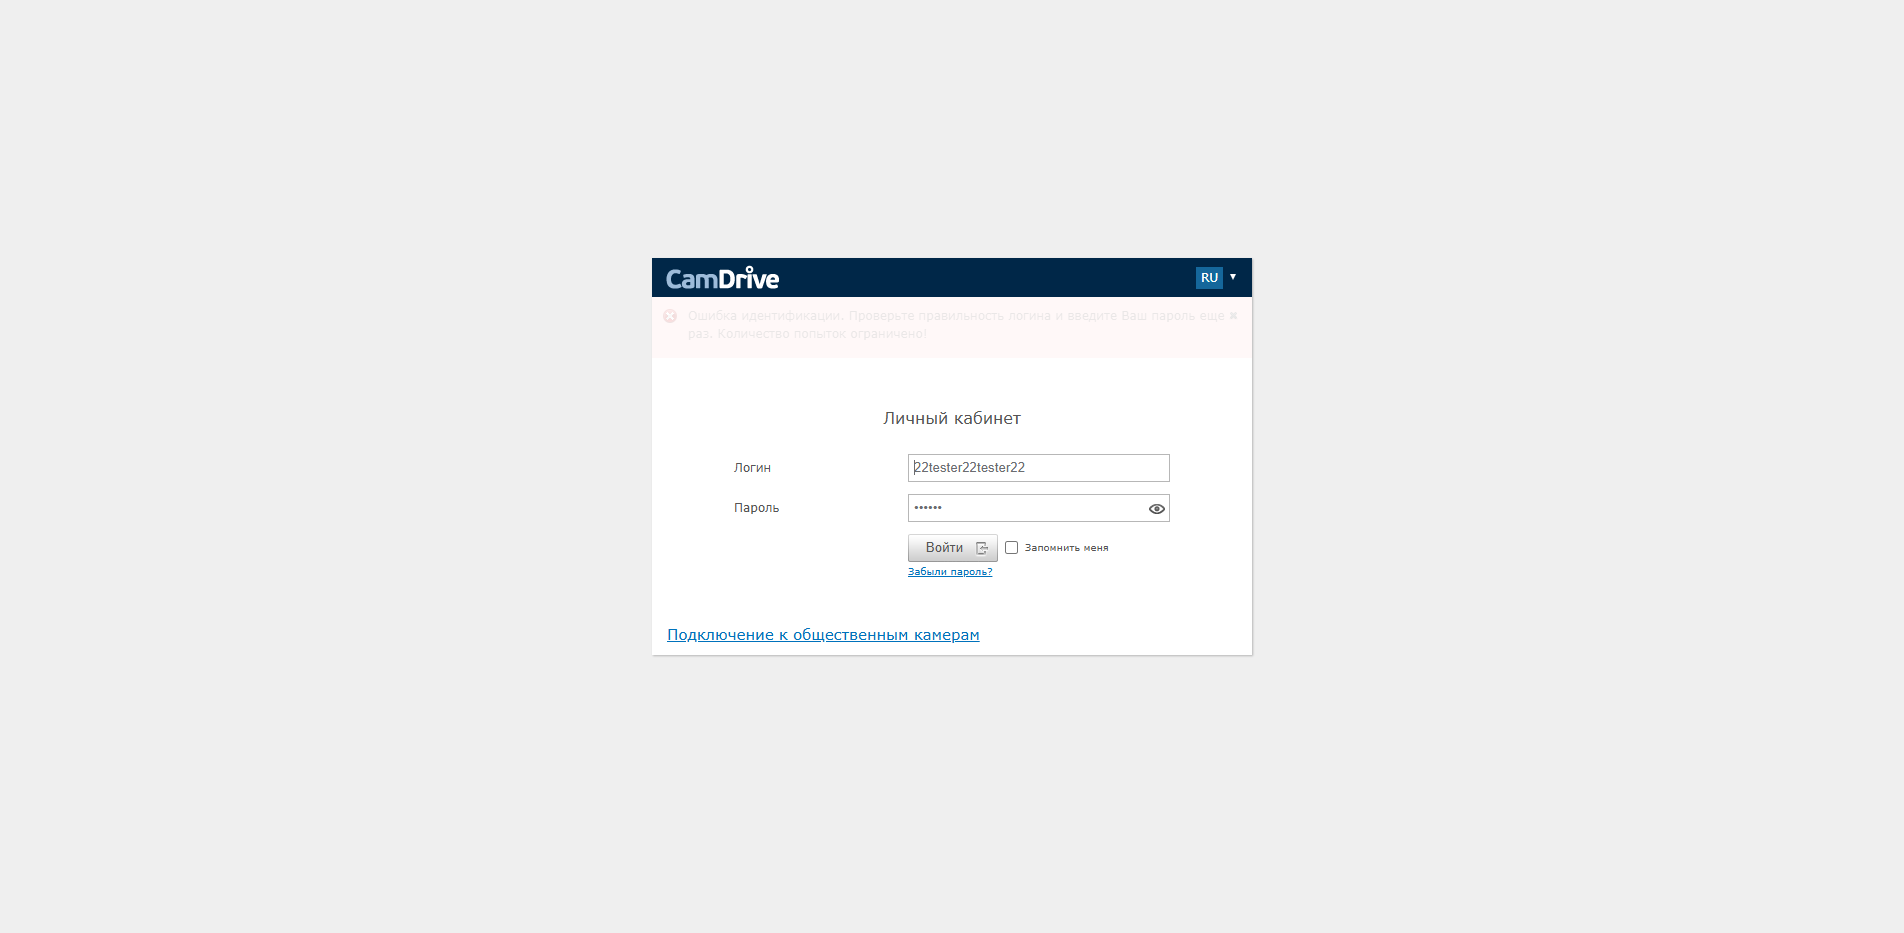 CamDrive
RU
Ошибка идентификации. Проверьте правильность логина и введите Ваш пароль еще
раз. Количество попыток ограничено!
Личный кабинет
Логин
22tester22tester22
Пароль
••••••
Войти
Запомнить меня
Забыли пароль?
Подключение к общественным камерам